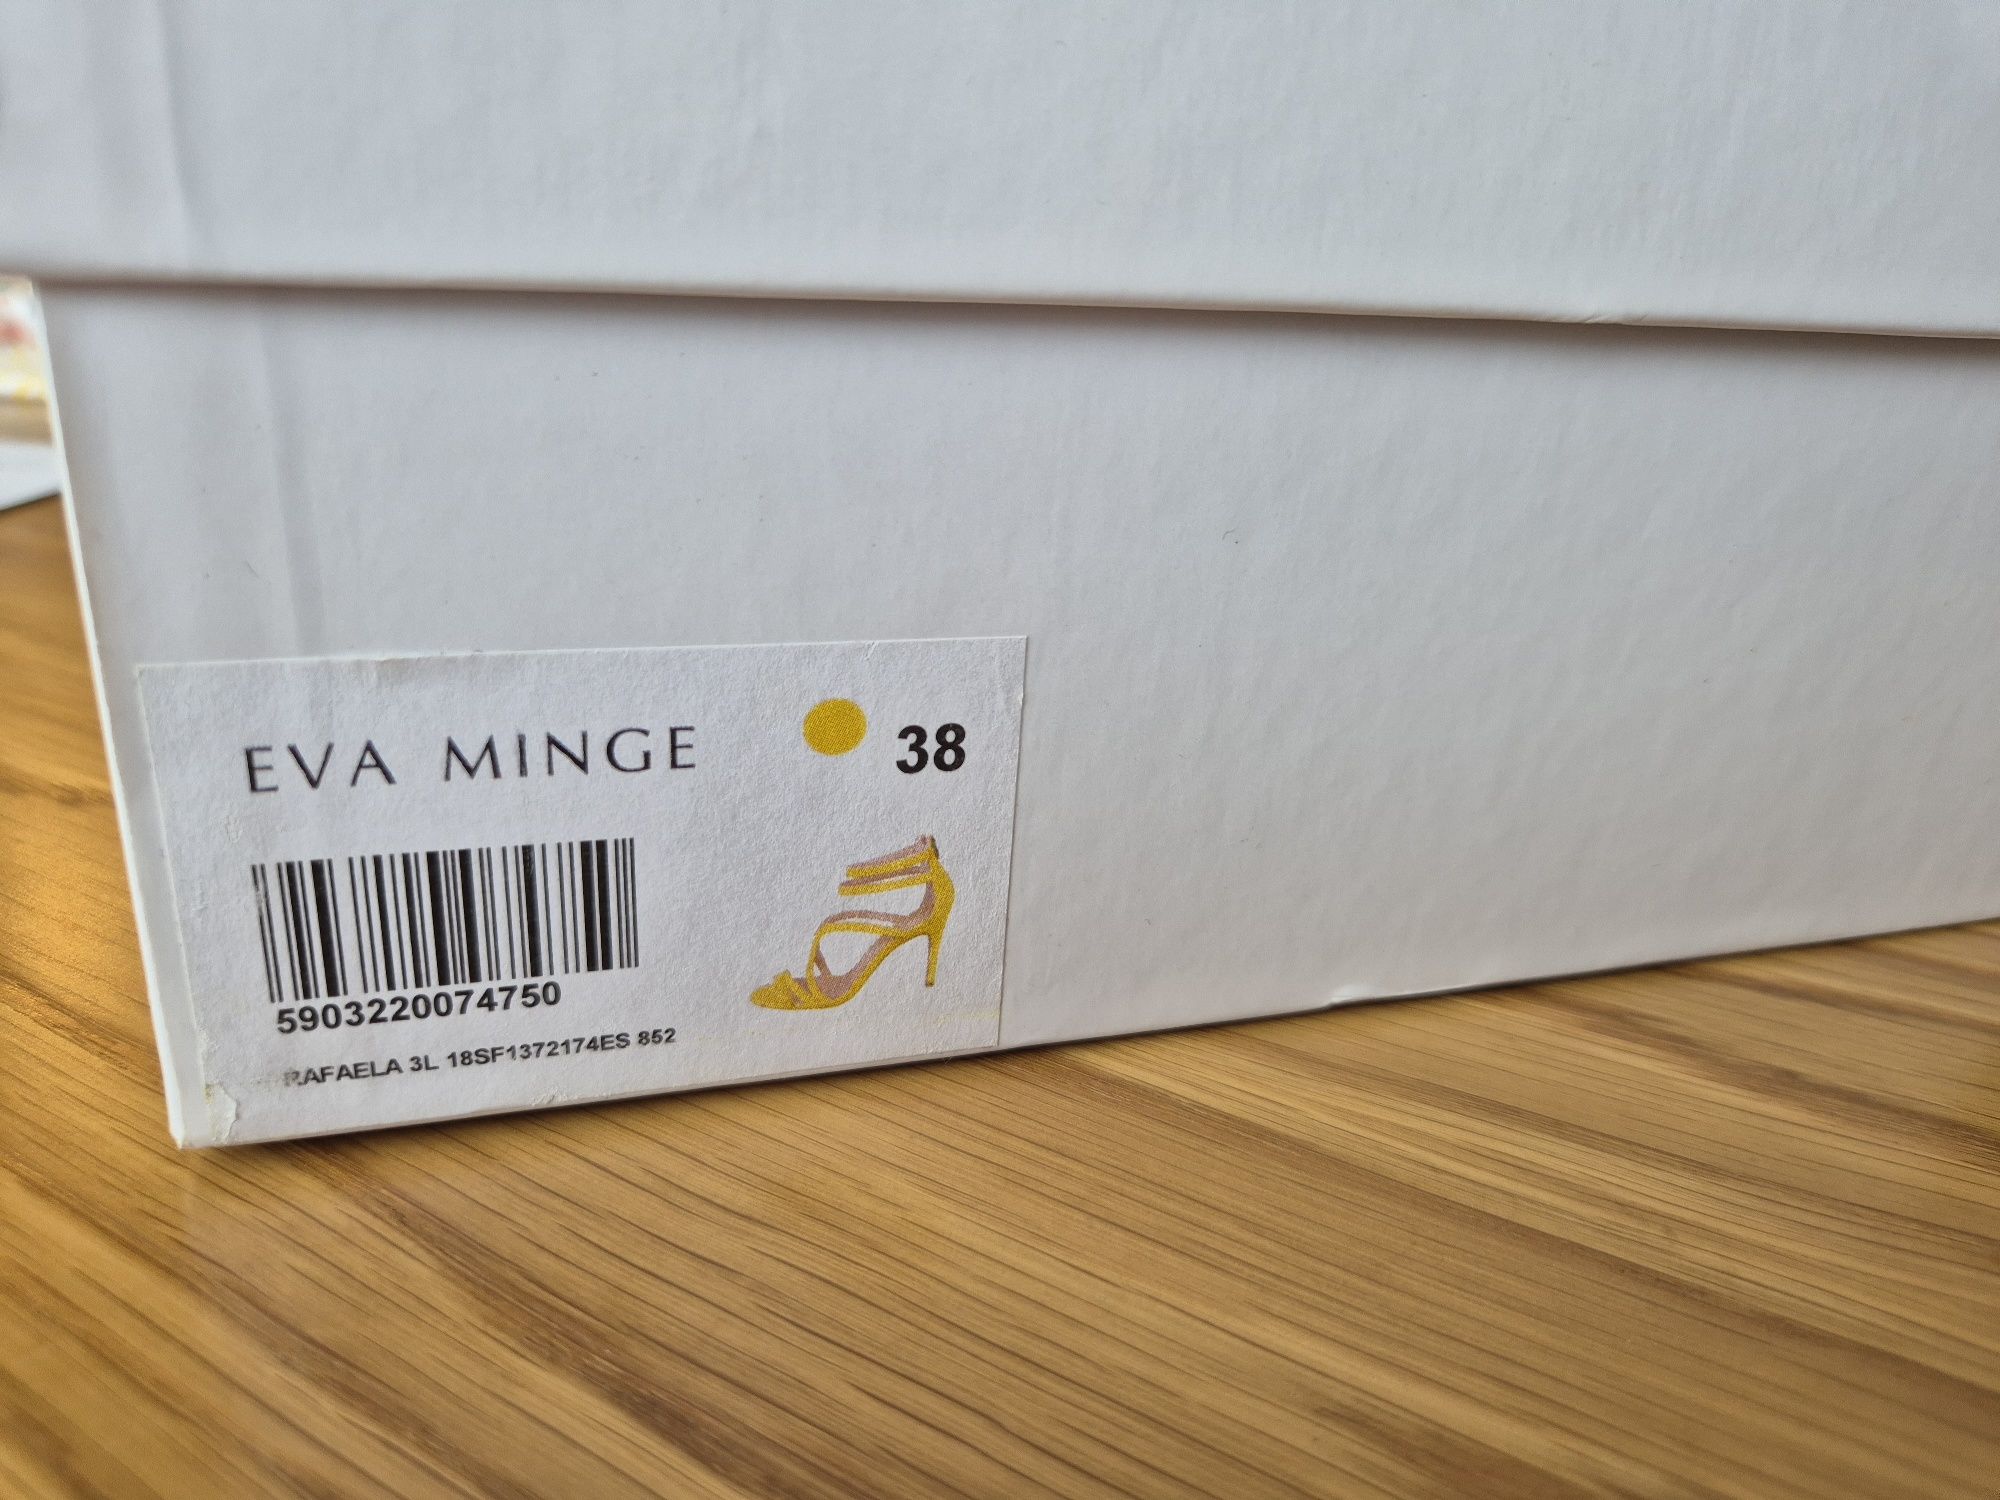 EVA MINGE
38
5903220074750
RAFAELA 3L 18SF1372174ES 852